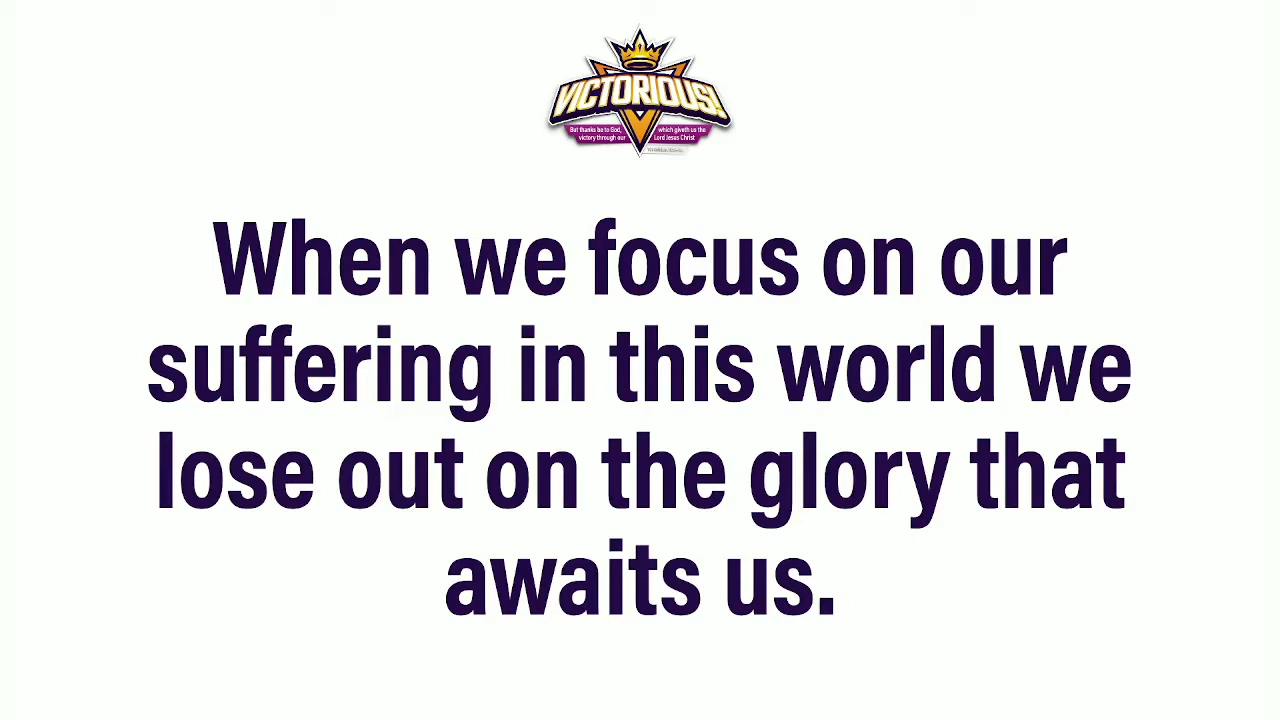 VICTORIOUS!
But thanks be to God, which giveth us the
victory through our Lord Jesus Christ
When we focus on our
suffering in this world we
lose out on the glory that
awaits us.